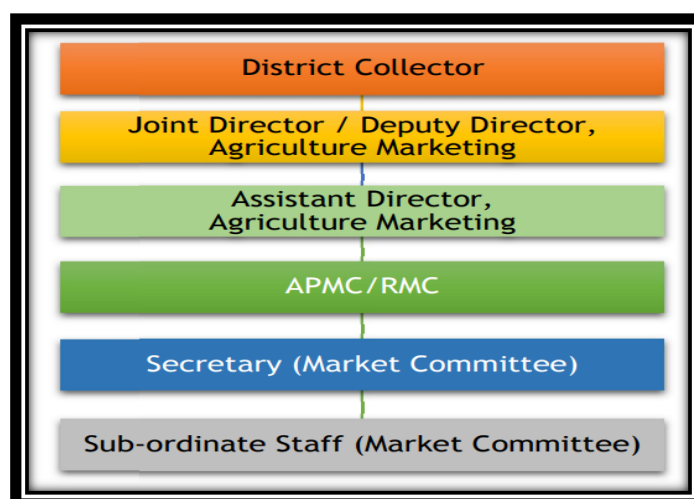 District Collector
Joint Director / Deputy Director,
Agriculture Marketing
Assistant Director,
Agriculture Marketing
APMC/RMC
Secretary (Market Committee)
Sub-ordinate Staff (Market Committee)